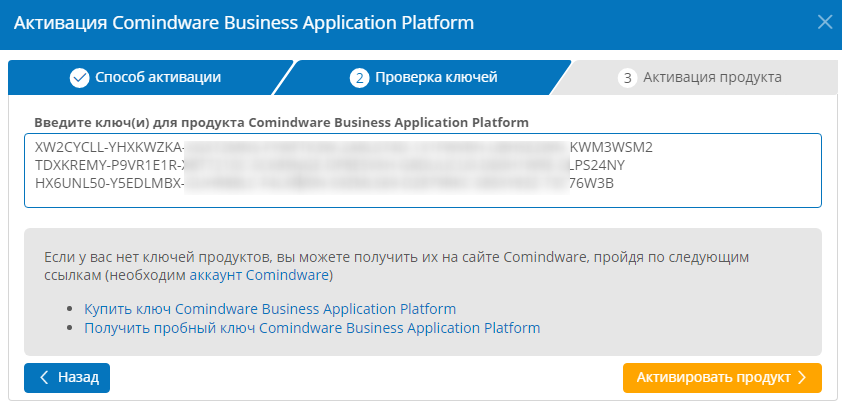 Активация Comindware Business Application Platform
Способ активации
2 Проверка ключей
3 Активация продукта
Введите ключ(и) для продукта Comindware Business Application Platform
XW2CYCLL-YHXKWZKA- KWM3WSM2
TDXKREMY-P9VR1E1R- LPS24NY
HX6UNL50-Y5EDLMBX- 76W3B
Если у вас нет ключей продуктов, вы можете получить их на сайте Comindware, пройдя по следующим
ссылкам (необходим аккаунт Comindware)
• Купить ключ Comindware Business Application Platform
• Получить пробный ключ Comindware Business Application Platform
Назад
Активировать продукт